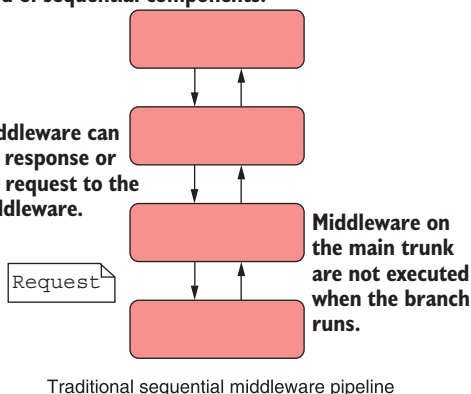 d of sequential components.
ddleware can
response or
request to the
ddleware.
Middleware on
the main trunk
are not executed
when the branch
runs.
Request
Traditional sequential middleware pipeline